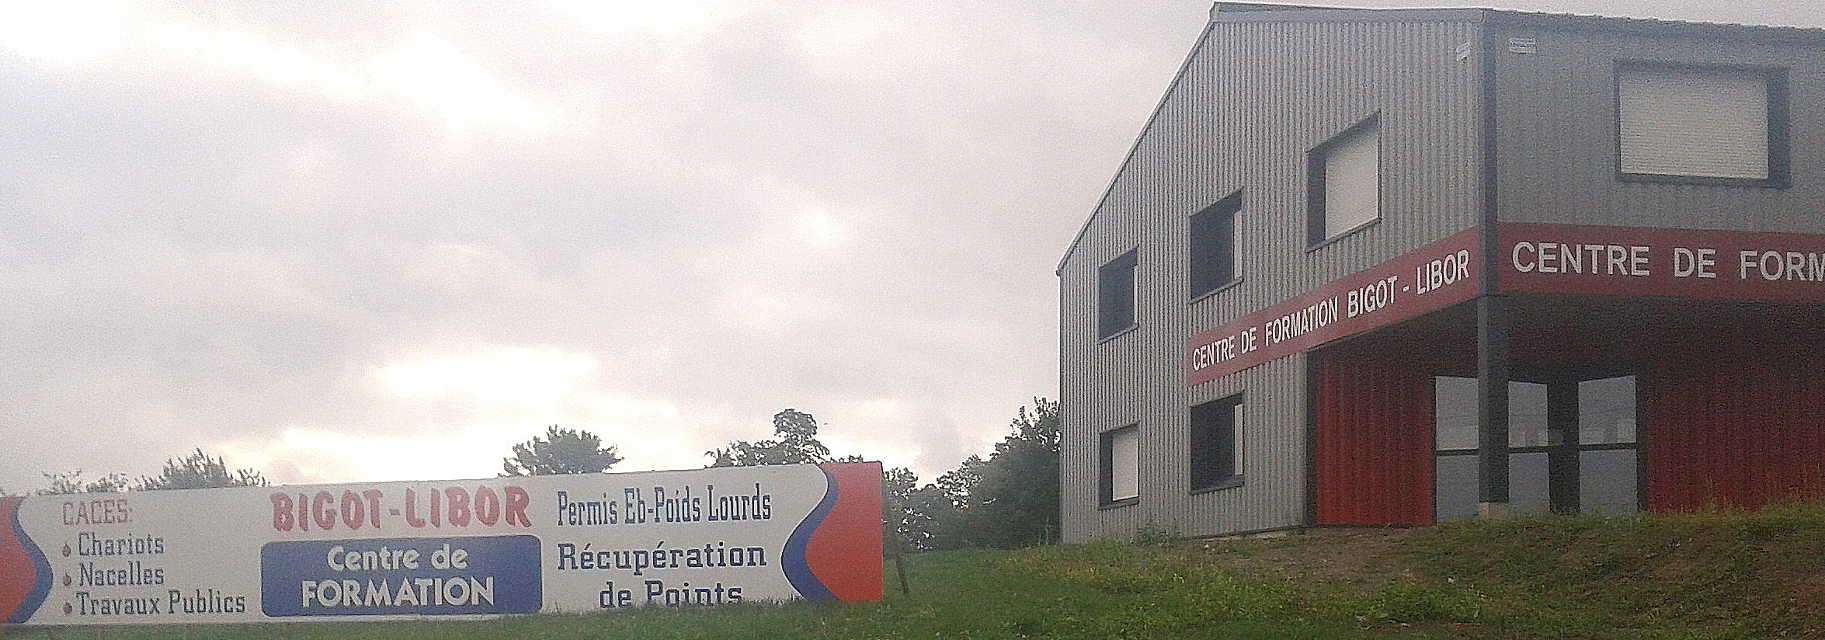 CACES:
Chariots
Nacelles
Travaux Publics
BIGOT-LIBOR
Centre de
FORMATION
Permis Eb-Poids Lourds
Récupération
de Points
CENTRE DE FORMATION BIGOT - LIBOR
CENTRE DE FORM